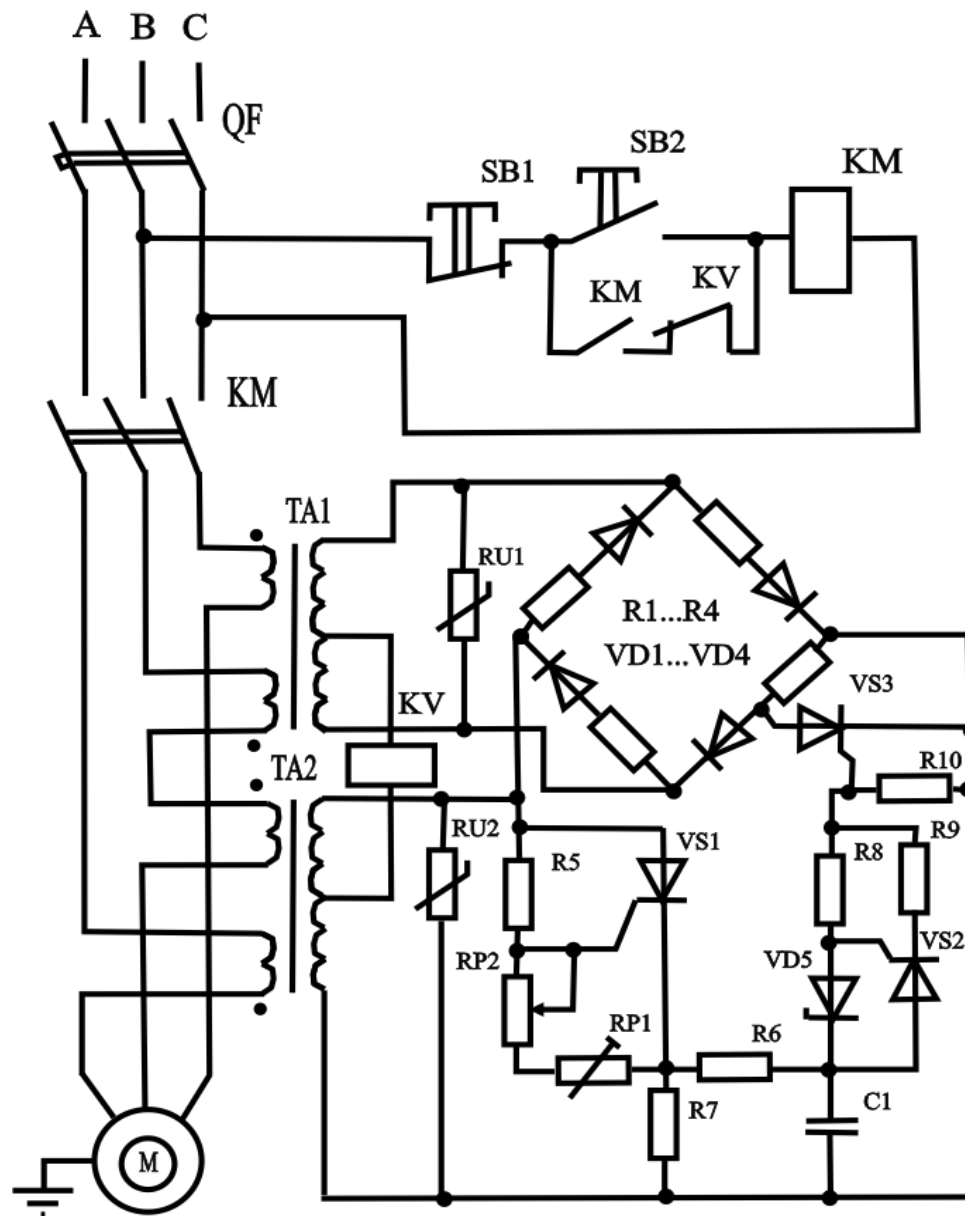 A B C
QF
SB1
SB2
KM
KM
KV
KM
TA1
RU1
R1...R4
VD1...VD4
VS3
KV
TA2
R10
RU2
VS1
R9
R5
R8
RP2
VD5
VS2
RP1
R6
R7
C1
M